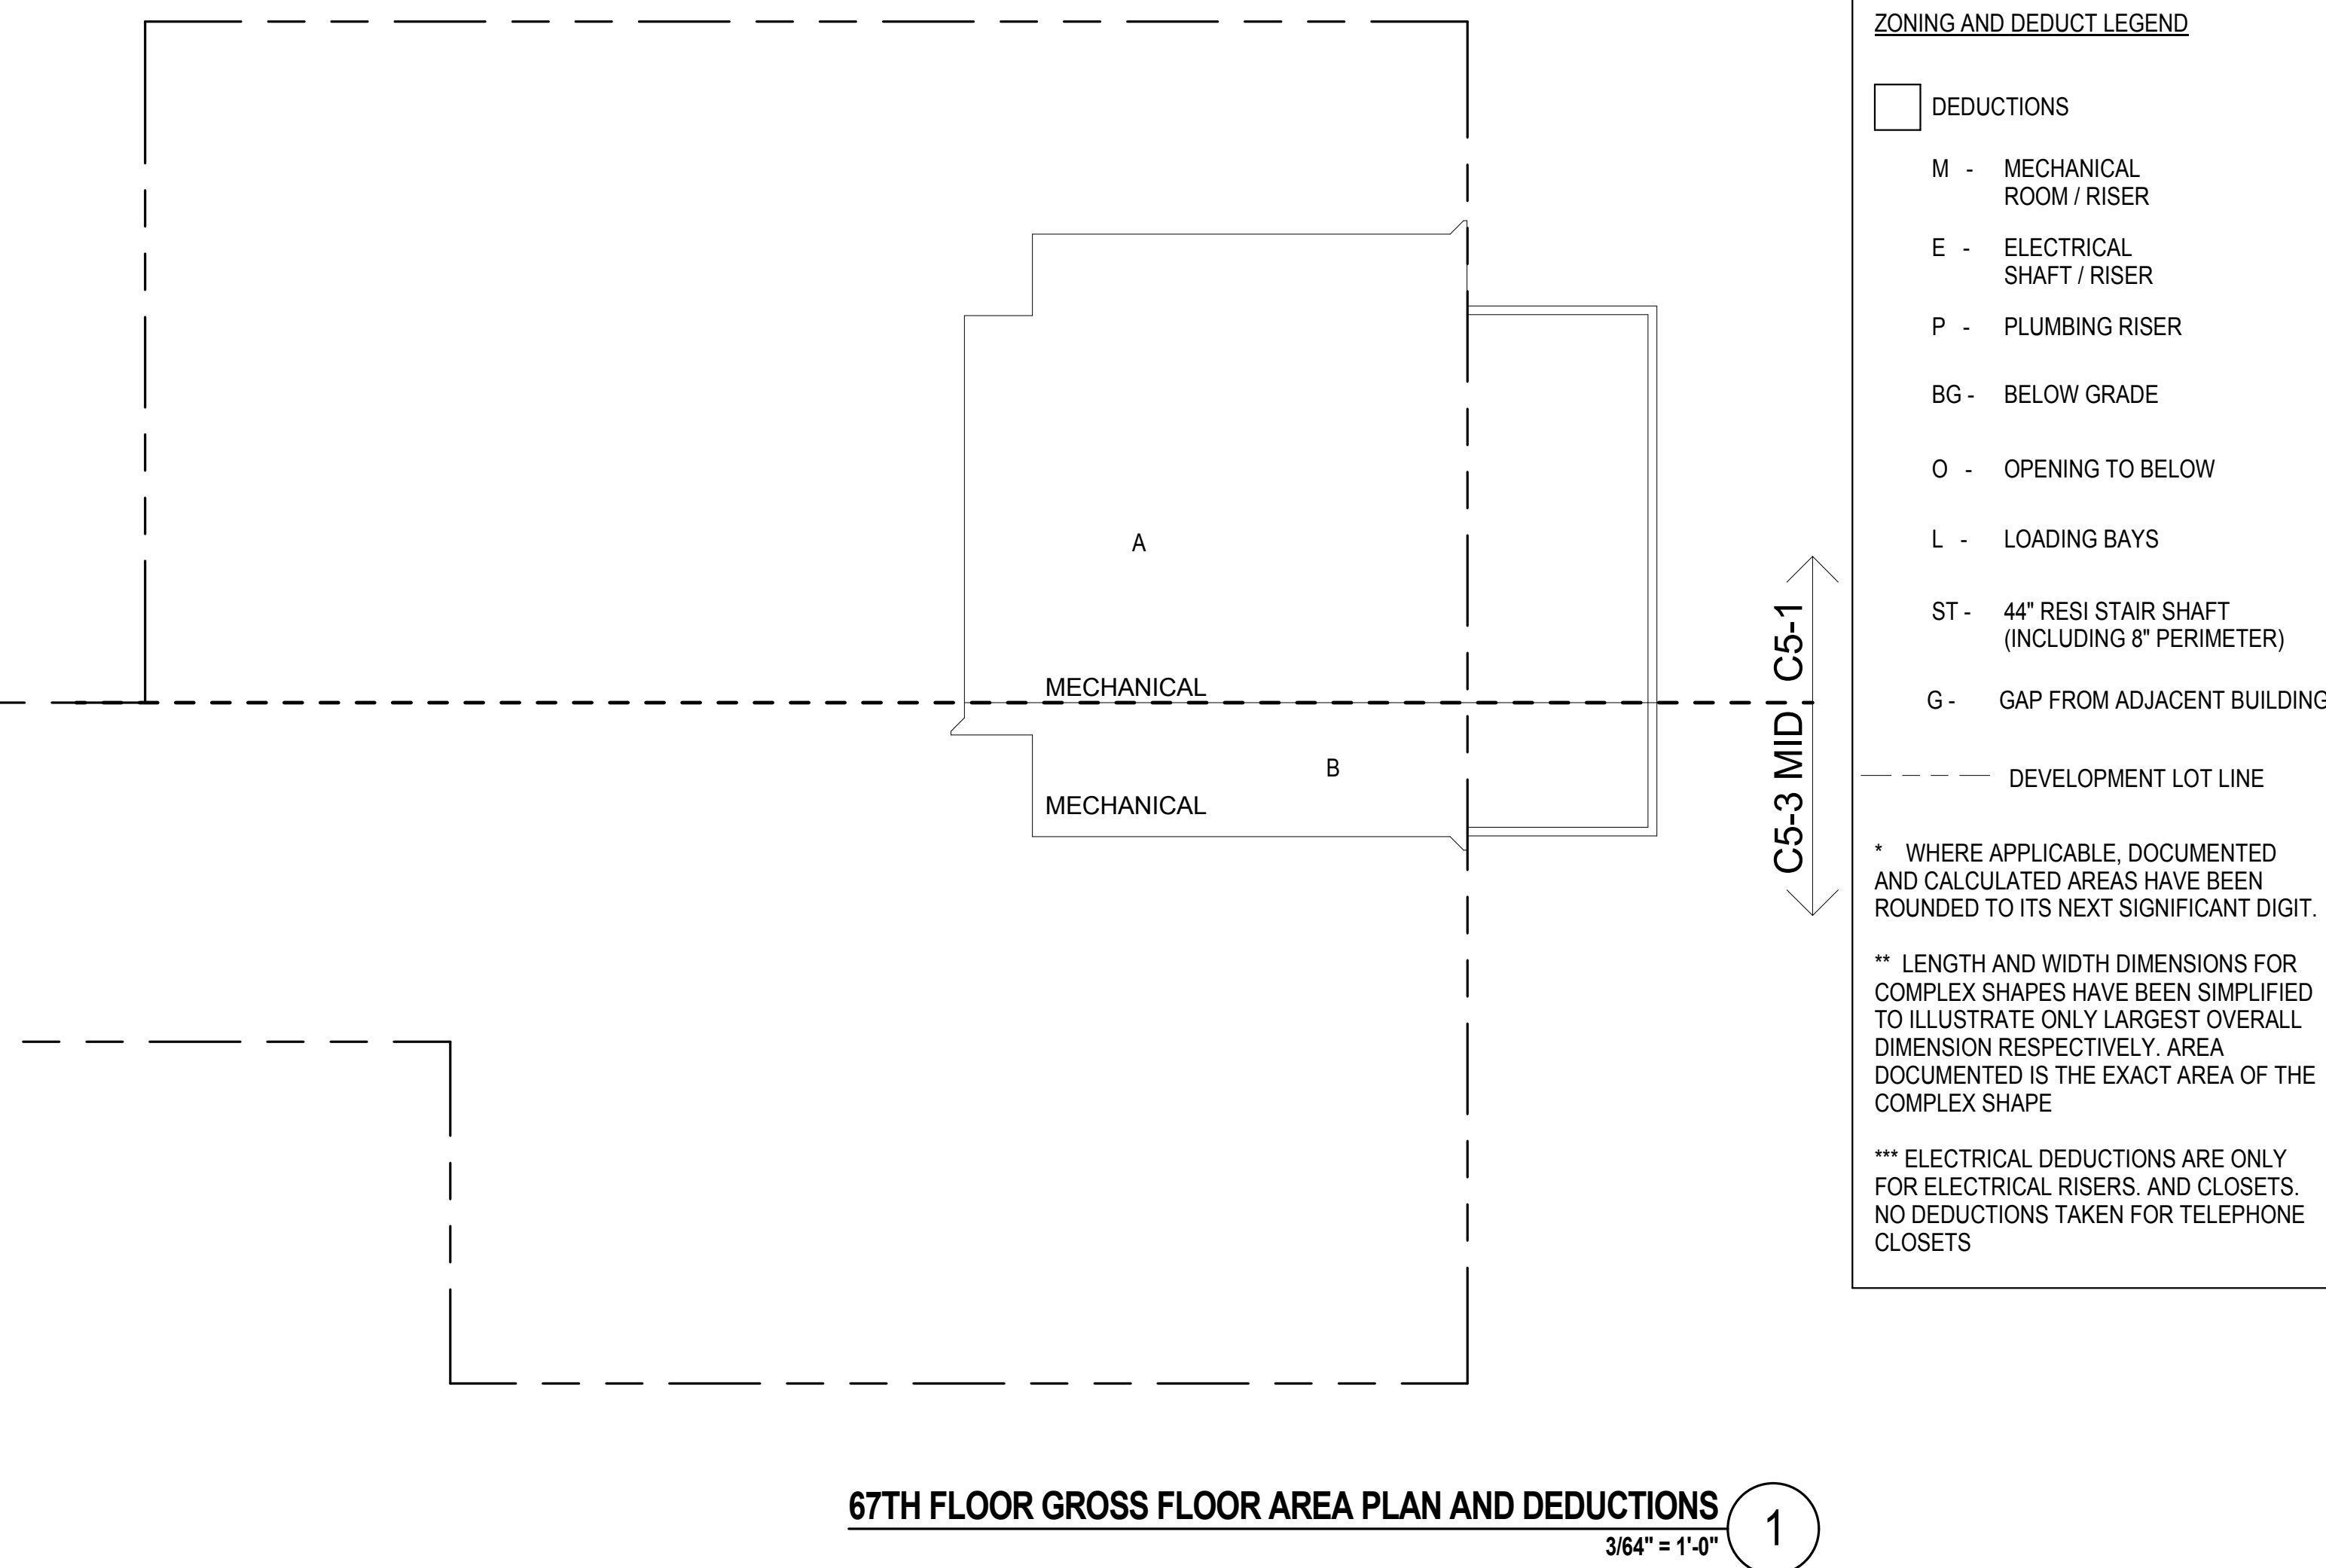 ZONING AND DEDUCT LEGEND
DEDUCTIONS
M - MECHANICAL
ROOM / RISER
E - ELECTRICAL
SHAFT / RISER
P - PLUMBING RISER
BG - BELOW GRADE
O - OPENING TO BELOW
L - LOADING BAYS
ST - 44" RESI STAIR SHAFT
(INCLUDING 8" PERIMETER)
G - GAP FROM ADJACENT BUILDING
DEVELOPMENT LOT LINE
* WHERE APPLICABLE, DOCUMENTED
AND CALCULATED AREAS HAVE BEEN
ROUNDED TO ITS NEXT SIGNIFICANT DIGIT.
** LENGTH AND WIDTH DIMENSIONS FOR
COMPLEX SHAPES HAVE BEEN SIMPLIFIED
TO ILLUSTRATE ONLY LARGEST OVERALL
DIMENSION RESPECTIVELY. AREA
DOCUMENTED IS THE EXACT AREA OF THE
COMPLEX SHAPE
*** ELECTRICAL DEDUCTIONS ARE ONLY
FOR ELECTRICAL RISERS. AND CLOSETS.
NO DEDUCTIONS TAKEN FOR TELEPHONE
CLOSETS
A
MECHANICAL
B
MECHANICAL
C5-3 MID C5-1
67TH FLOOR GROSS FLOOR AREA PLAN AND DEDUCTIONS
3/64" = 1'-0"
1